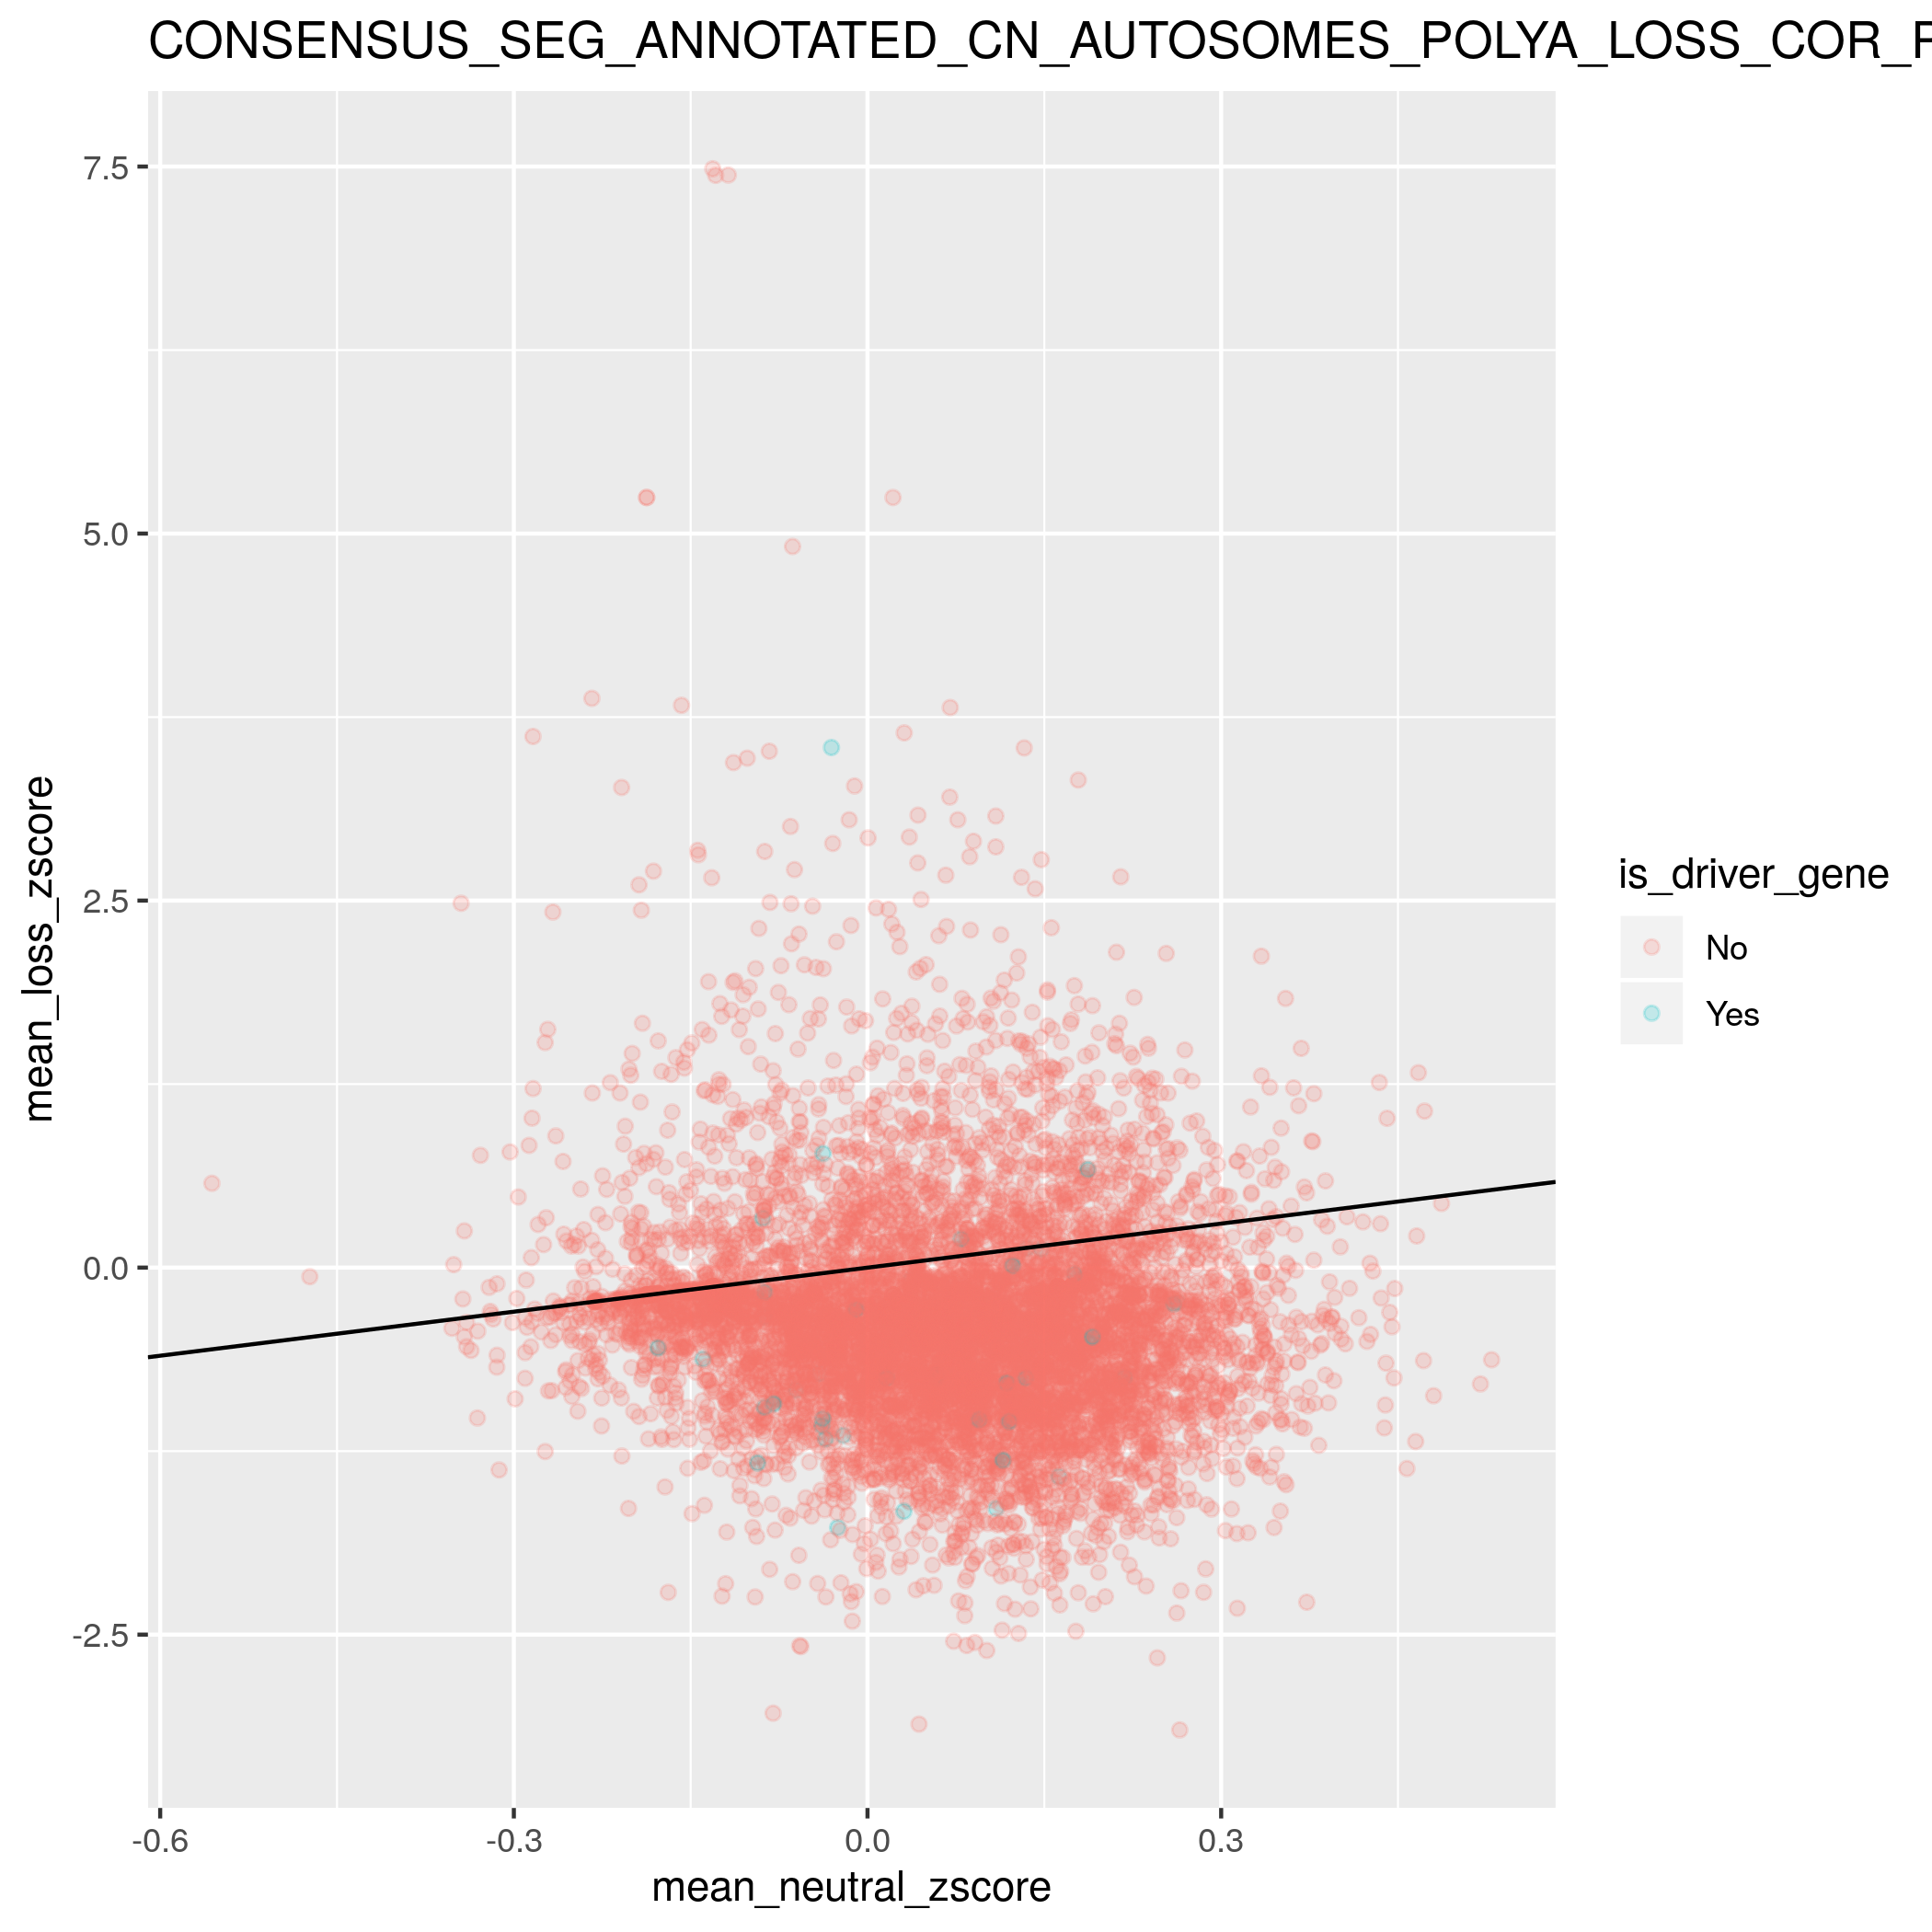 CONSENSUS_SEG_ANNOTATED_CN_AUTOSOMES_POLYA_LOSS_COR_
7.5
5.0
2.5
0.0
-2.5
mean_loss_zscore
-0.6
-0.3
0.0
0.3
mean_neutral_zscore
is_driver_gene
No
Yes